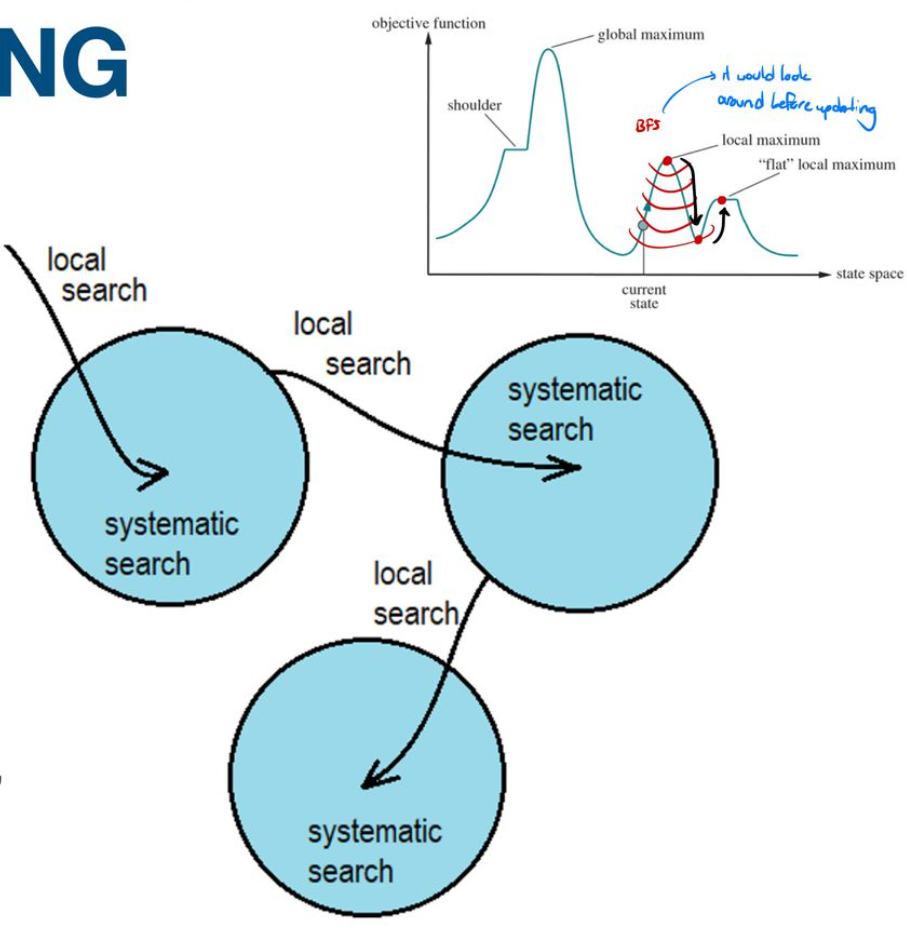 NG
objective function
global maximum
shoulder
it would look
around before updating
BFS
local maximum
"flat" local maximum
state space
current
state
local
search
local
search
systematic
search
systematic
search
local
search
systematic
search